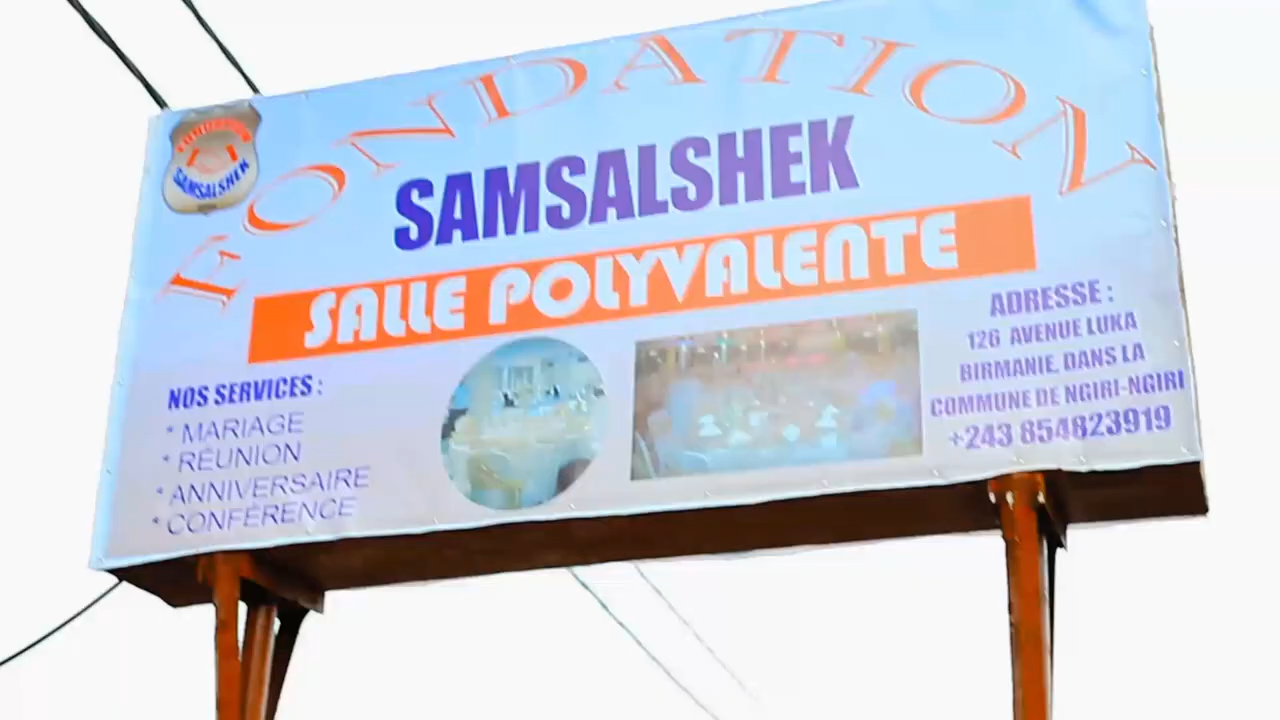 FONDATION
FONDATION
SAMSALSHEK
SAMSALSHEK
SALLE POLYVALENTE
NOS SERVICES :
* MARIAGE
* RÉUNION
* ANNIVERSAIRE
* CONFÉRENCE
ADRESSE :
126 AVENUE LUKA
BIRMANIE, DANS LA
COMMUNE DE NGIRI-NGIRI
+243 854823919